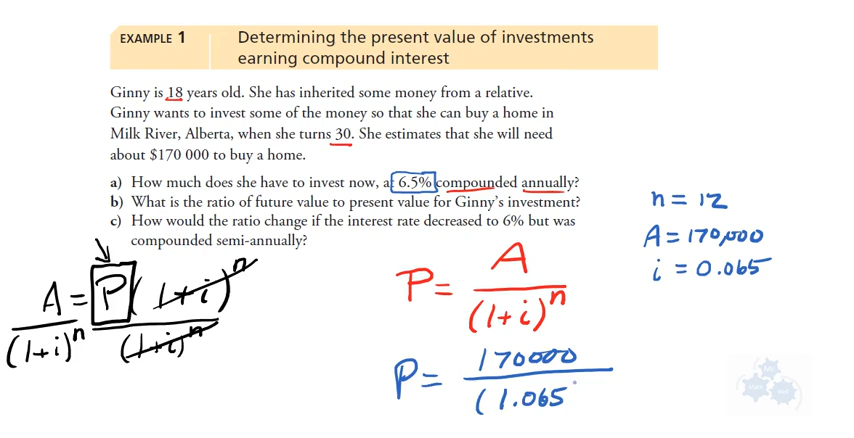 EXAMPLE 1
Determining the present value of investments
earning compound interest
Ginny is 18 years old. She has inherited some money from a relative.
Ginny wants to invest some of the money so that she can buy a home in
Milk River, Alberta, when she turns 30. She estimates that she will need
about $170 000 to buy a home.
a) How much does she have to invest now, at 6.5% compounded annually?
b) What is the ratio of future value to present value for Ginny's investment?
c) How would the ratio change if the interest rate decreased to 6% but was
compounded semi-annually?
n = 12
A = 170,000
i = 0.065
A = P(1+i)^n
(1+i)^n (1+i)^n
P = A
(1+i)^n
P = 170000
(1.065